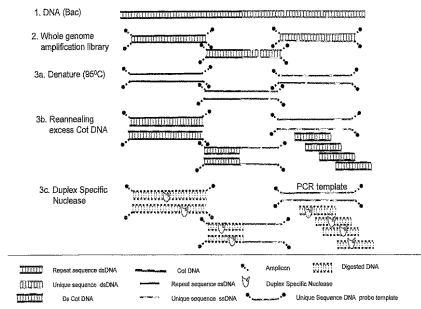 1. DNA (Bac)
2. Whole genome
amplification library
3a. Denature (95ºC)
3b. Reannealing
excess Cot DNA
3c. Duplex Specific
Nuclease
PCR template
Repeat sequence dsDNA
CoI DNA
Amplicon
Digested DNA
Unique sequence dsDNA
Repeat sequence ssDNA
Duplex Specific Nuclease
Ds Cot DNA
Unique sequence ssDNA
Unique Sequence DNA probe template